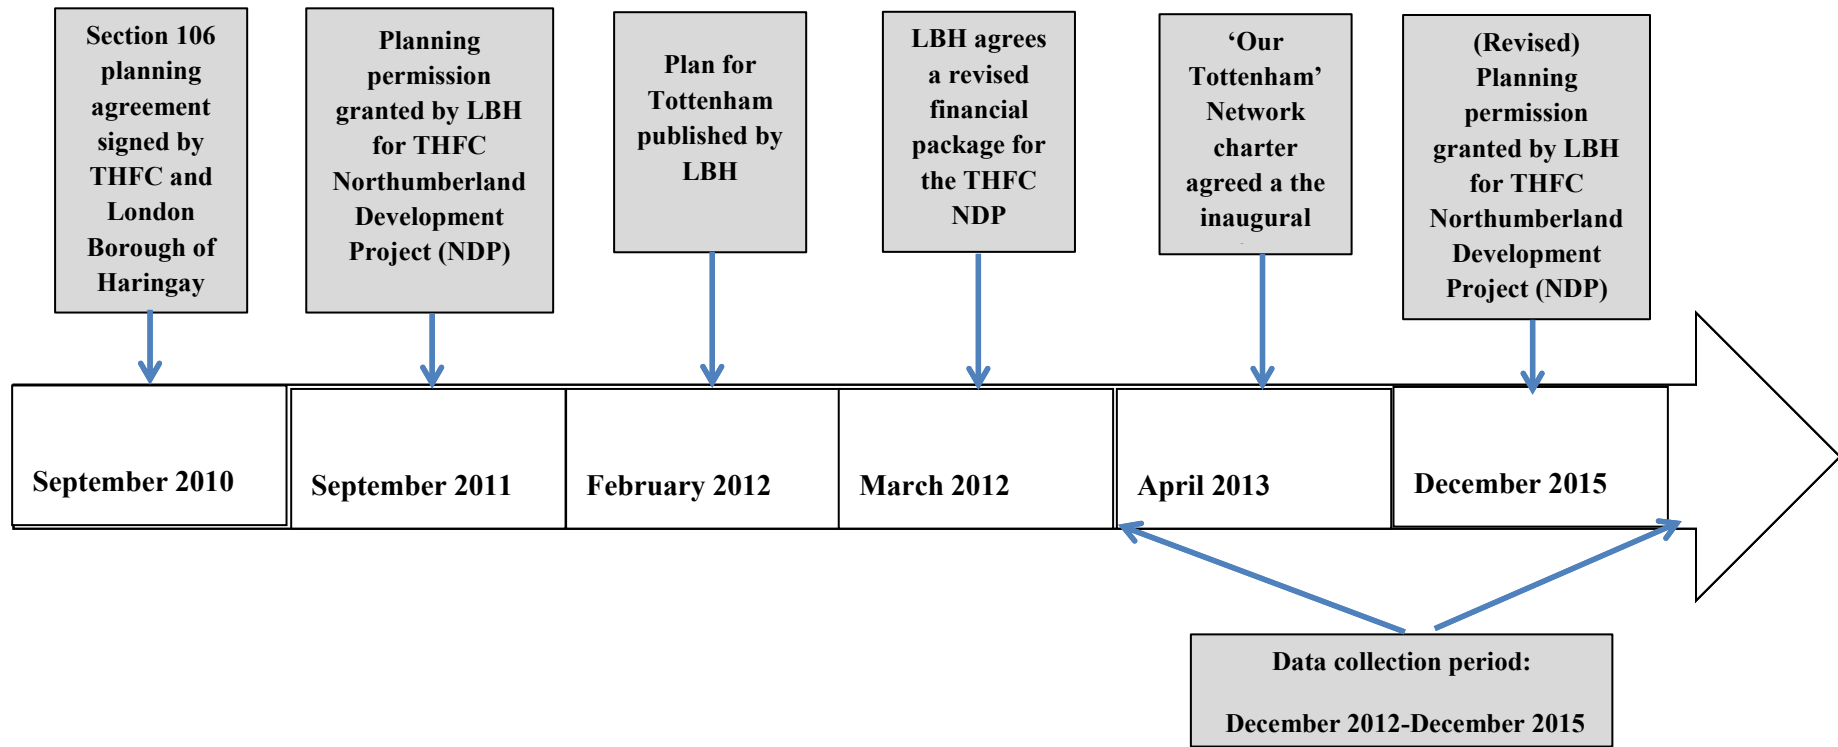 Section 106
planning
agreement
signed by
THFC and
London
Borough of
Haringay
Planning
permission
granted by LBH
for THFC
Northumberland
Development
Project (NDP)
Plan for
Tottenham
published by
LBH
LBH agrees
a revised
financial
package for
the THFC
NDP
‘Our
Tottenham’
Network
charter
agreed a the
inaugural
(Revised)
Planning
permission
granted by LBH
for THFC
Northumberland
Development
Project (NDP)
September 2010
September 2011
February 2012
March 2012
April 2013
December 2015
Data collection period:
December 2012-December 2015